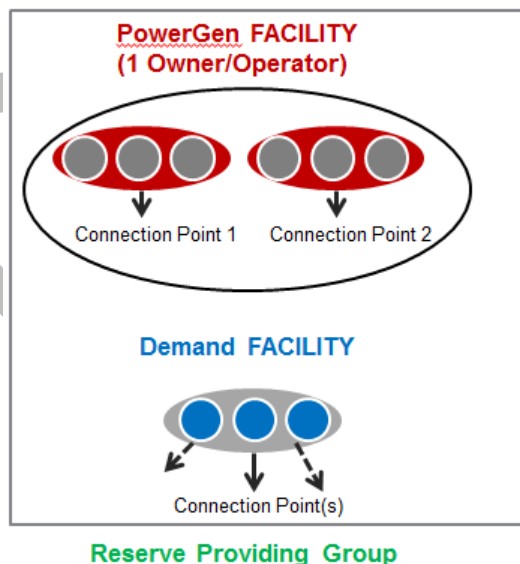 PowerGen FACILITY
(1 Owner/Operator)
Connection Point 1
Connection Point 2
Demand FACILITY
Connection Point(s)
Reserve Providing Group